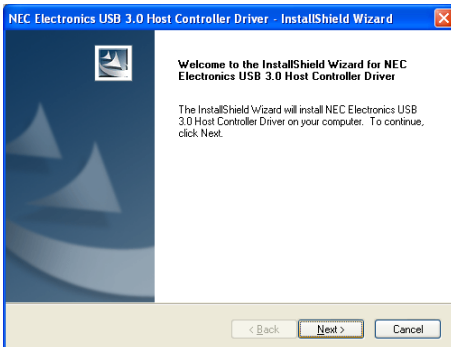 NEC Electronics USB 3.0 Host Controller Driver - InstallShield Wizard
Welcome to the InstallShield Wizard for NEC
Electronics USB 3.0 Host Controller Driver
The InstallShield Wizard will install NEC Electronics USB
3.0 Host Controller Driver on your computer. To continue,
click Next.
< Back Next > Cancel